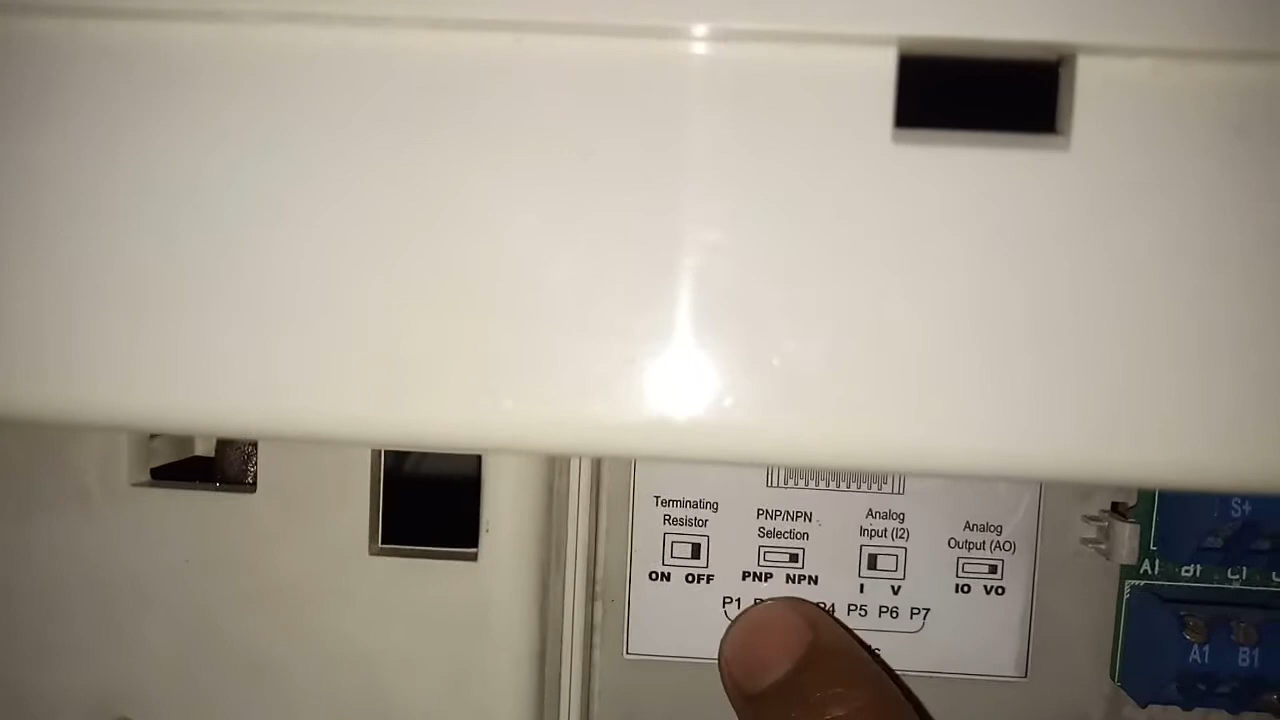 Terminating
Resistor
ON OFF
PNP/NPN
Selection
PNP NPN
Analog
Input (I2)
I V
Analog
Output (AO)
IO VO
P1 P4 P5 P6 P7
S+
A1 B1 C1
A1 B1